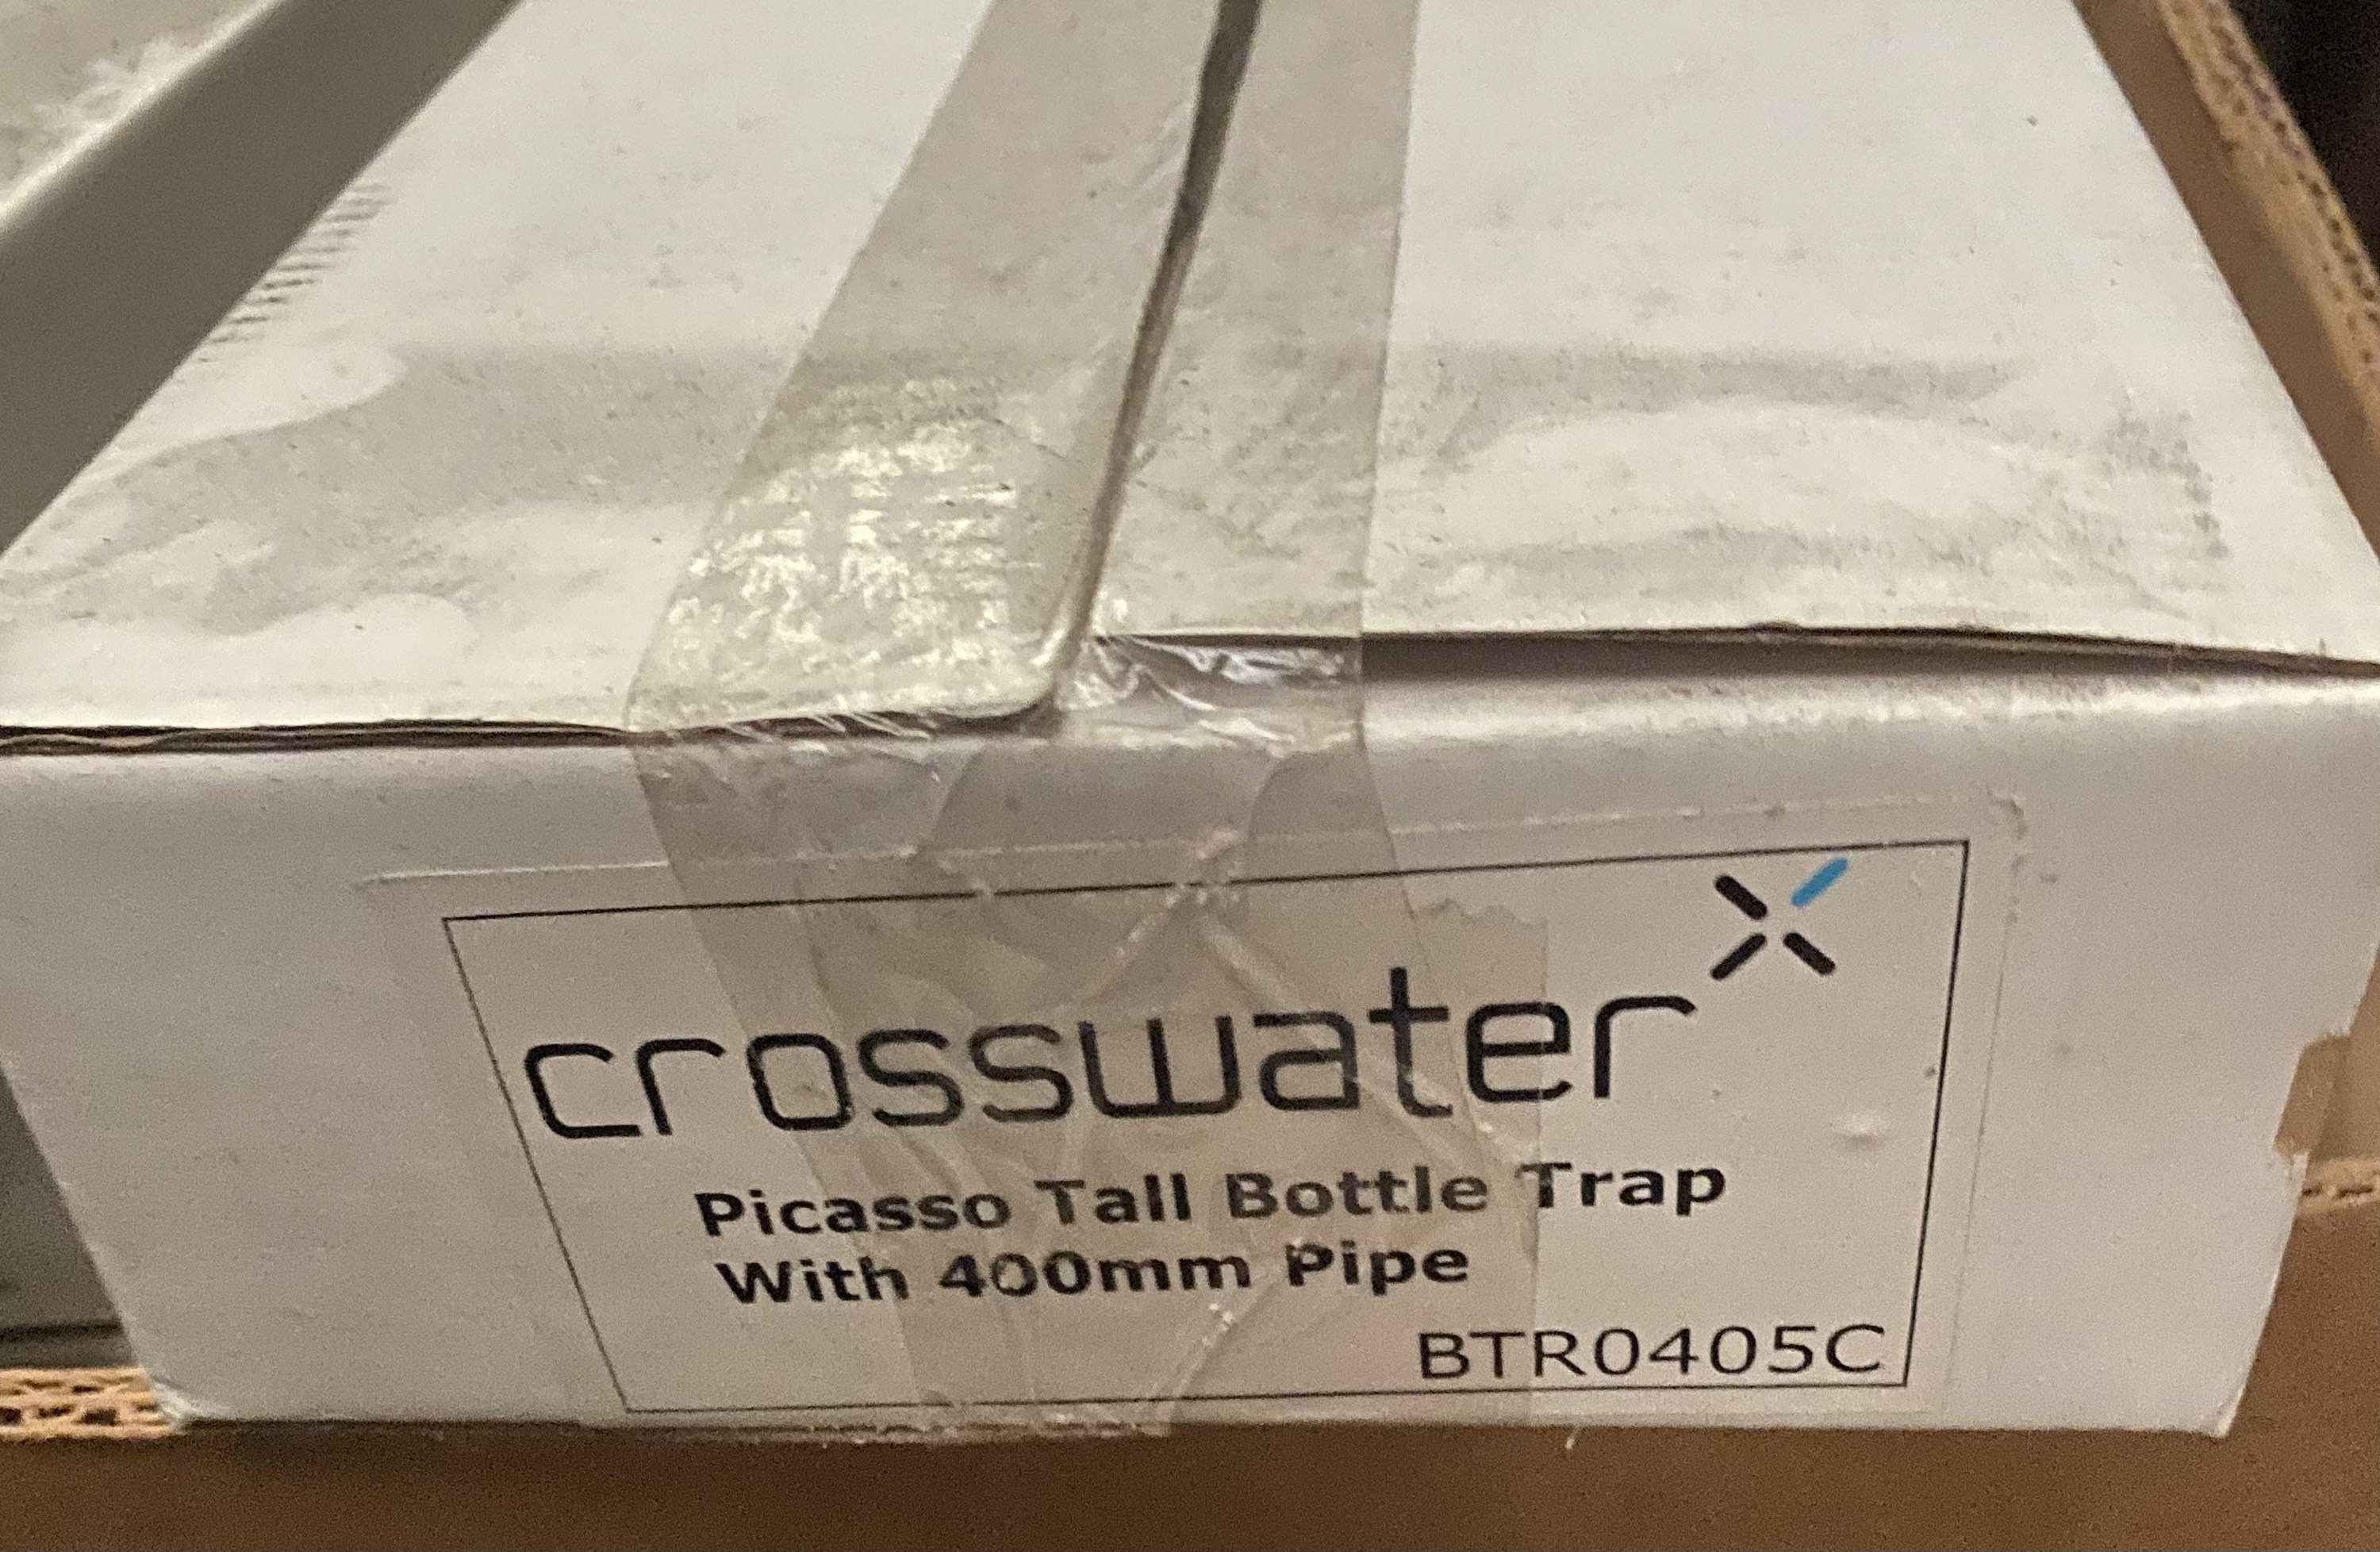 crosswater
Picasso Tall Bottle Trap
With 400mm Pipe
BTR0405C